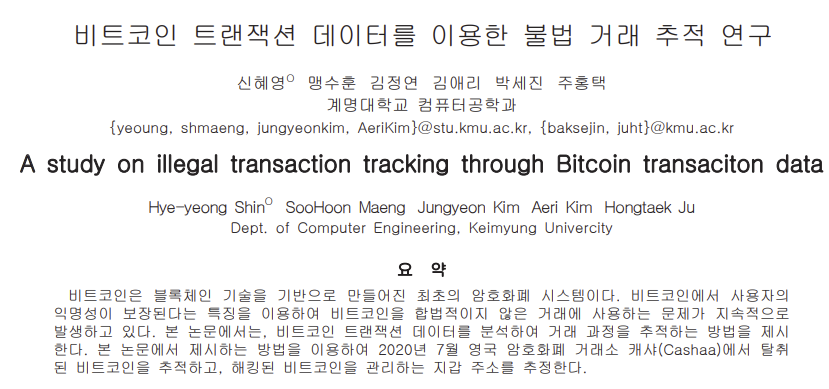 비트코인 트랜잭션 데이터를 이용한 불법 거래 추적 연구
신혜영O 맹수훈 김정연 김애리 박세진 주홍택
계명대학교 컴퓨터공학과
{yeoung, shmaeng, jungyeonkim, AeriKim}@stu.kmu.ac.kr, {baksejin, juht}@kmu.ac.kr
A study on illegal transaction tracking through Bitcoin transaciton data
Hye-yeong ShinO SooHoon Maeng Jungyeon Kim Aeri Kim Hongtaek Ju
Dept. of Computer Engineering, Keimyung Univercity
요 약
비트코인은 블록체인 기술을 기반으로 만들어진 최초의 암호화폐 시스템이다. 비트코인에서 사용자의
익명성이 보장된다는 특징을 이용하여 비트코인을 합법적이지 않은 거래에 사용하는 문제가 지속적으로
발생하고 있다. 본 논문에서는, 비트코인 트랜잭션 데이터를 분석하여 거래 과정을 추적하는 방법을 제시
한다. 본 논문에서 제시하는 방법을 이용하여 2020년 7월 영국 암호화폐 거래소 캐샤(Cashaa)에서 탈취
된 비트코인을 추적하고, 해킹된 비트코인을 관리하는 지갑 주소를 추정한다.